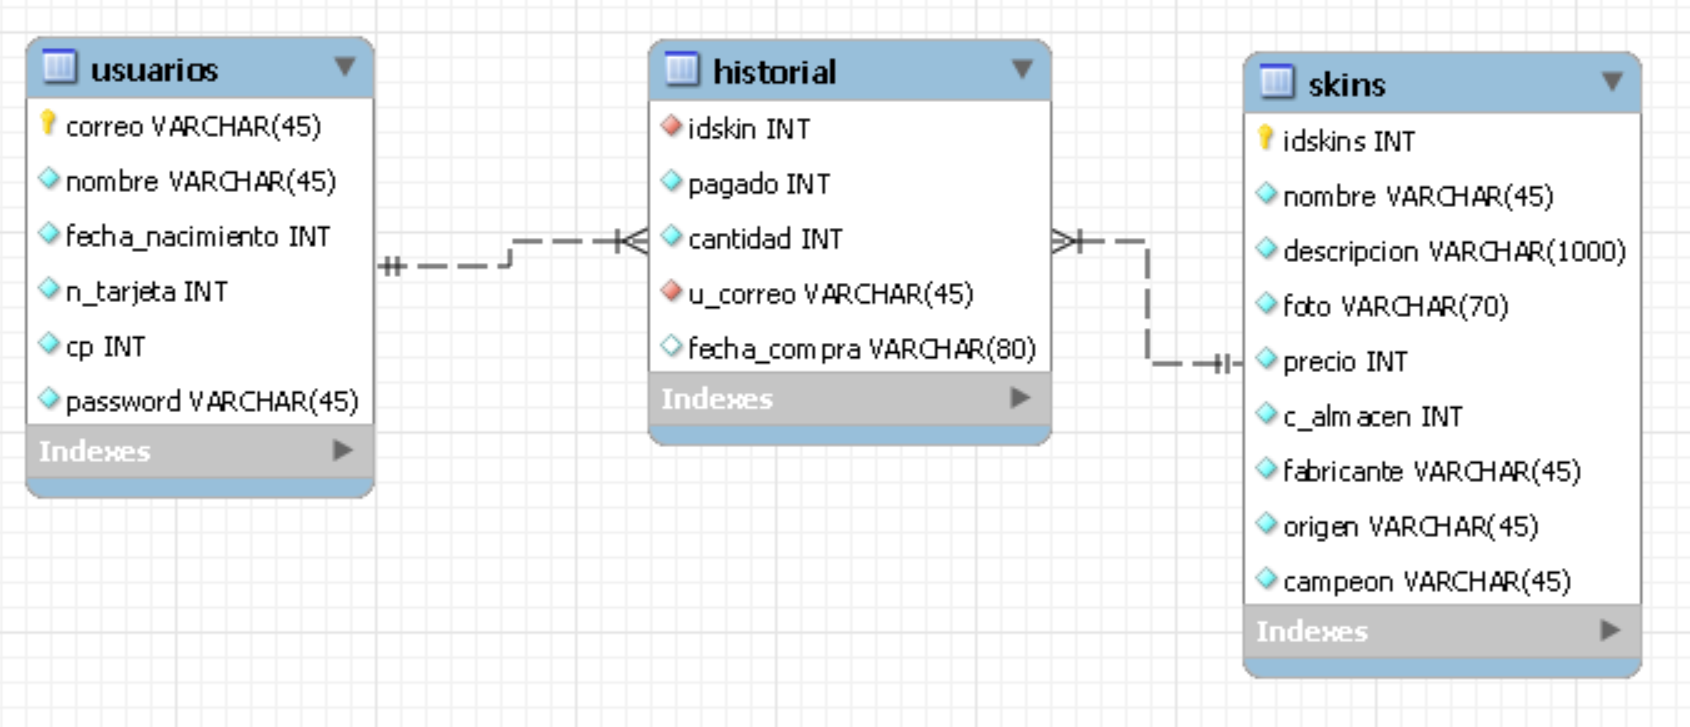 usuarios
correo VARCHAR(45)
nombre VARCHAR(45)
fecha_nacimiento INT
n_tarjeta INT
cp INT
password VARCHAR(45)
Indexes
historial
idskin INT
pagado INT
cantidad INT
u_correo VARCHAR(45)
fecha_compra VARCHAR(80)
Indexes
skins
idskins INT
nombre VARCHAR(45)
descripcion VARCHAR(1000)
foto VARCHAR(70)
precio INT
c_almacen INT
fabricante VARCHAR(45)
origen VARCHAR(45)
campeon VARCHAR(45)
Indexes